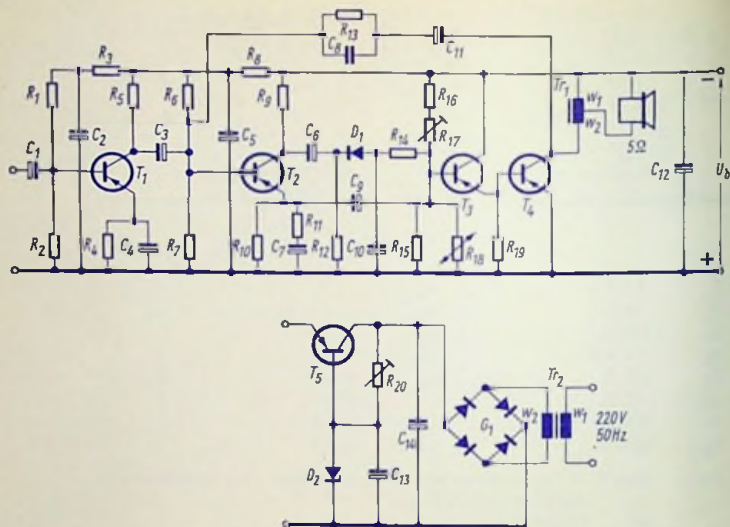 R13
C8
C11
R3
R8
R1
R5
R6
R9
R16
Tr1
w1
w2
5Ω
−
C2
C3
C5
C6
D1
R14
R17
C1
T1
T2
C9
T3
T4
C12
Ub
R2
R4
C4
R7
R10
R11
C7
R12
C10
R15
R18
R19
+
T5
R20
Tr2
C14
G1
w2
w1
220V
50Hz
D2
C13